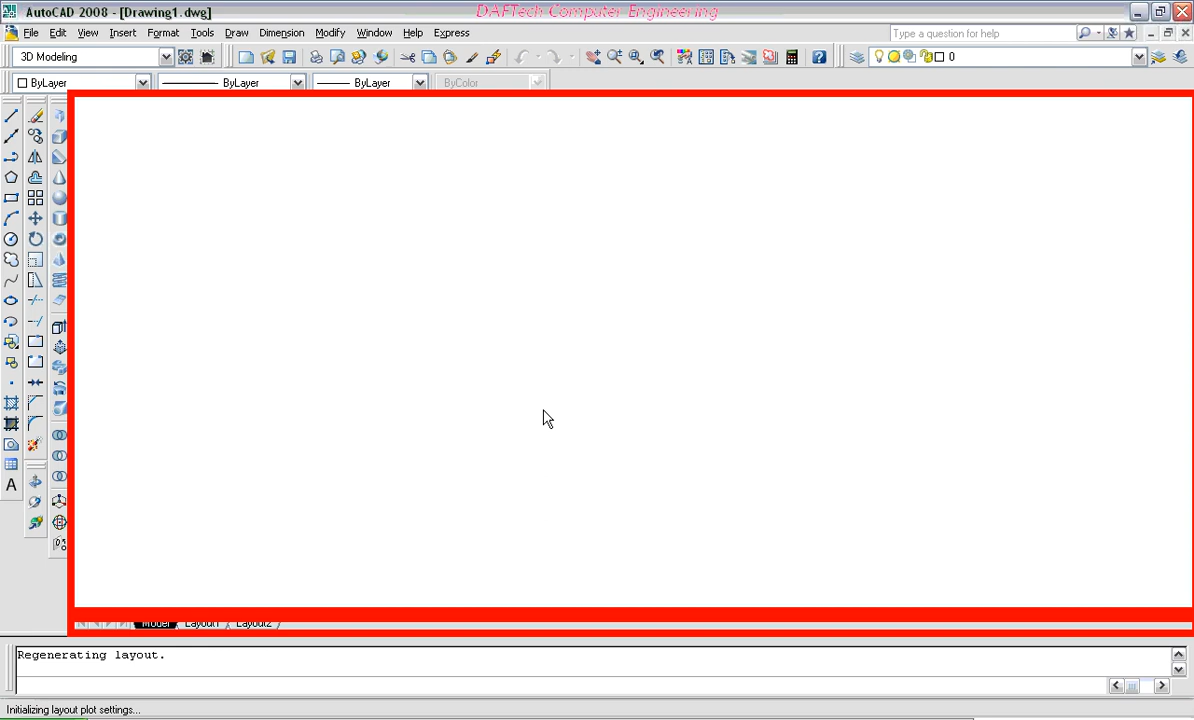 AutoCAD 2008 - [Drawing1.dwg]
DAFTech Computer Engineering
File Edit View Insert Format Tools Draw Dimension Modify Window Help Express
Type a question for help
3D Modeling
0
ByLayer
ByLayer
ByLayer
ByColor
A
Model Layout1 Layout2
Regenerating layout.
Initializing layout plot settings...